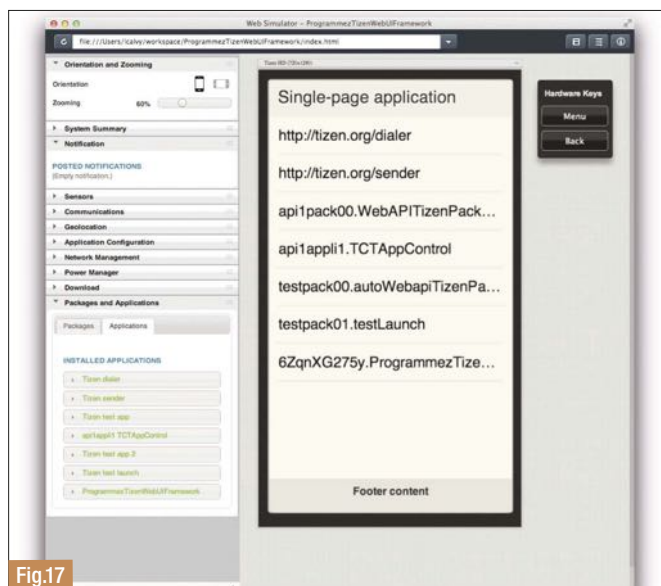 Web Simulator - ProgrammezTizenWebUIFramework
file:///Users/lcalvy/workspace/ProgrammezTizenWebUIFramework/index.html
Orientation and Zooming
Orientation
Zooming 60%
System Summary
Notification
POSTED NOTIFICATIONS
(Empty notification.)
Sensors
Communications
Geolocation
Application Configuration
Network Management
Power Manager
Download
Packages and Applications
Packages Applications
INSTALLED APPLICATIONS
Tizen dialer
Tizen sender
Tizen test app
api1appli1 TCTAppControl
Tizen test app 2
Tizen test launch
ProgrammezTizenWebUIFramework
Tizen HD (720x1280)
Single-page application
http://tizen.org/dialer
http://tizen.org/sender
api1pack00.WebAPITizenPack...
api1appli1.TCTAppControl
testpack00.autoWebapiTizenPa...
testpack01.testLaunch
6ZqnXG275y.ProgrammezTize...
Footer content
Hardware Keys
Menu
Back
Fig.17